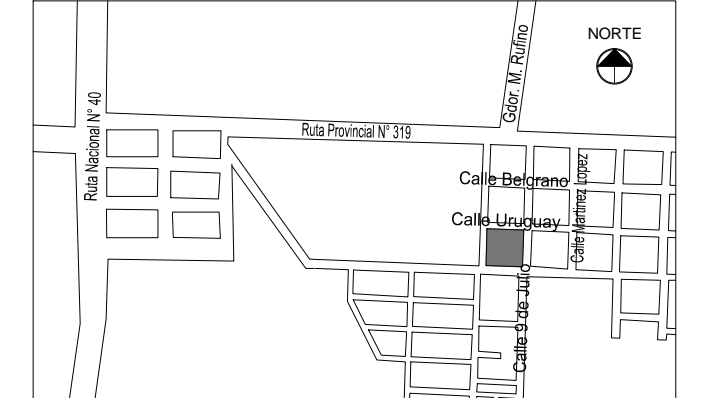 NORTE
Gdor. M. Rufino
Ruta Nacional N° 40
Ruta Provincial N° 319
Calle Belgrano
Calle Martinez Lopez
Calle Uruguay
Calle 9 de Julio